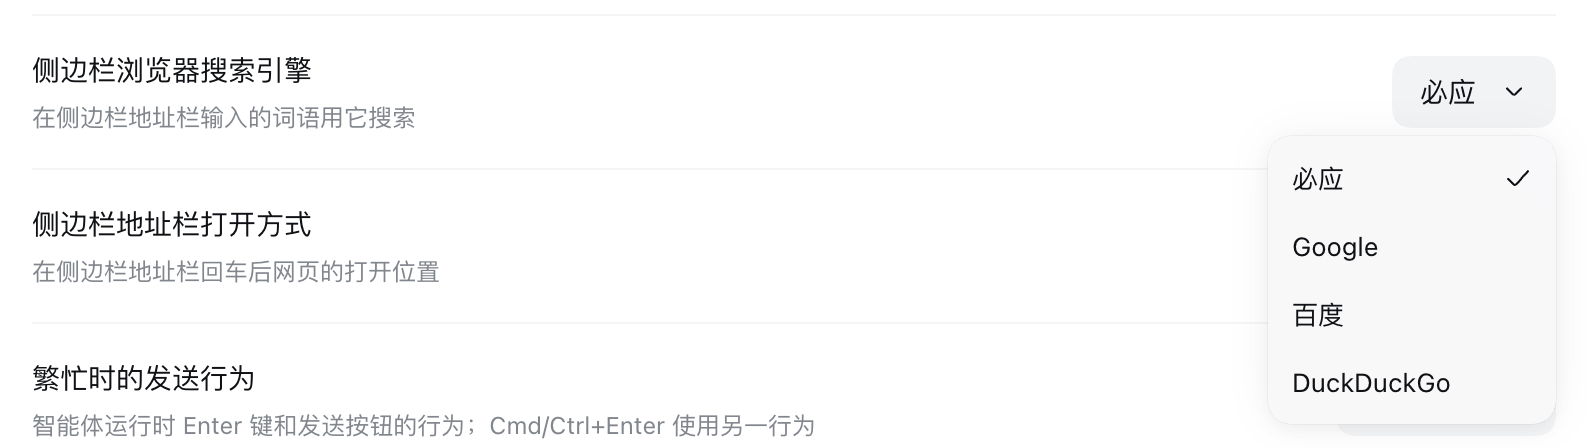 侧边栏浏览器搜索引擎
在侧边栏地址栏输入的词语用它搜索
必应
必应
Google
百度
DuckDuckGo
侧边栏地址栏打开方式
在侧边栏地址栏回车后网页的打开位置
繁忙时的发送行为
智能体运行时 Enter 键和发送按钮的行为；Cmd/Ctrl+Enter 使用另一行为